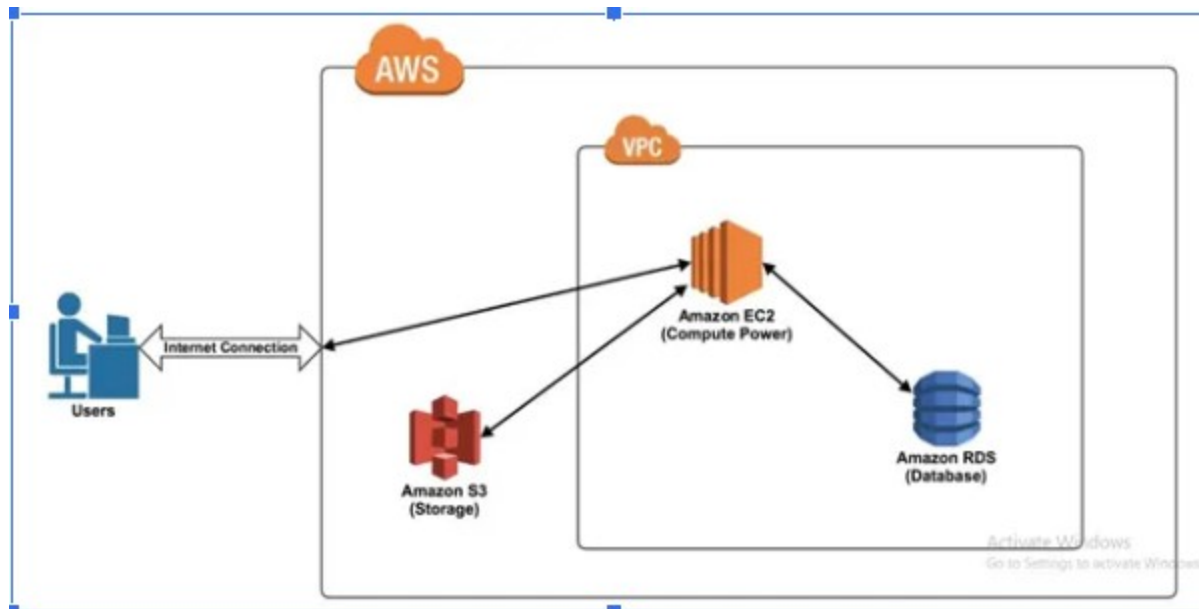 AWS
VPC
Amazon EC2
(Compute Power)
Internet Connection
Users
Amazon RDS
(Database)
Amazon S3
(Storage)
Activate Windows
Go to Settings to activate Windows